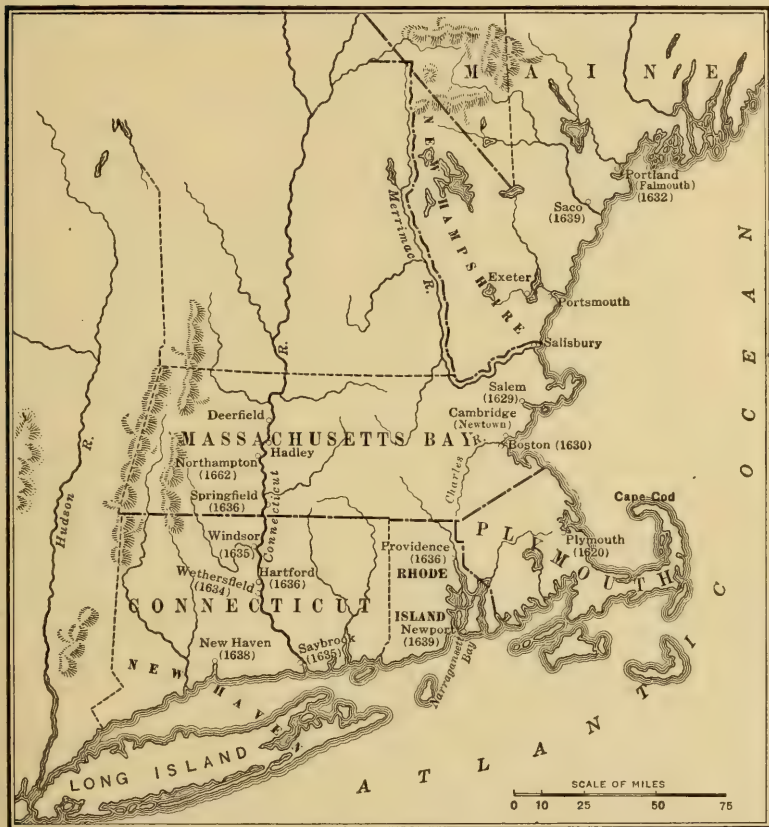 MAINE
NEW HAMPSHIRE
Merrimac R.
Portland
(Falmouth)
(1632)
Saco
(1639)
Exeter
Portsmouth
Salisbury
Salem
(1629)
Cambridge
(Newtown)
Boston (1630)
Charles R.
Deerfield
MASSACHUSETTS BAY
Hadley
Northampton
(1662)
Springfield
(1636)
Connecticut R.
Hudson R.
Cape Cod
PLYMOUTH
Plymouth
(1620)
Windsor
(1635)
Providence
(1636)
RHODE
ISLAND
Wethersfield
(1634)
Hartford
(1636)
CONNECTICUT
Newport
(1639)
Narragansett
Bay
New Haven
(1638)
Saybrook
(1635)
NEW HAVEN
LONG ISLAND
ATLANTIC OCEAN
SCALE OF MILES
0 10 25 50 75